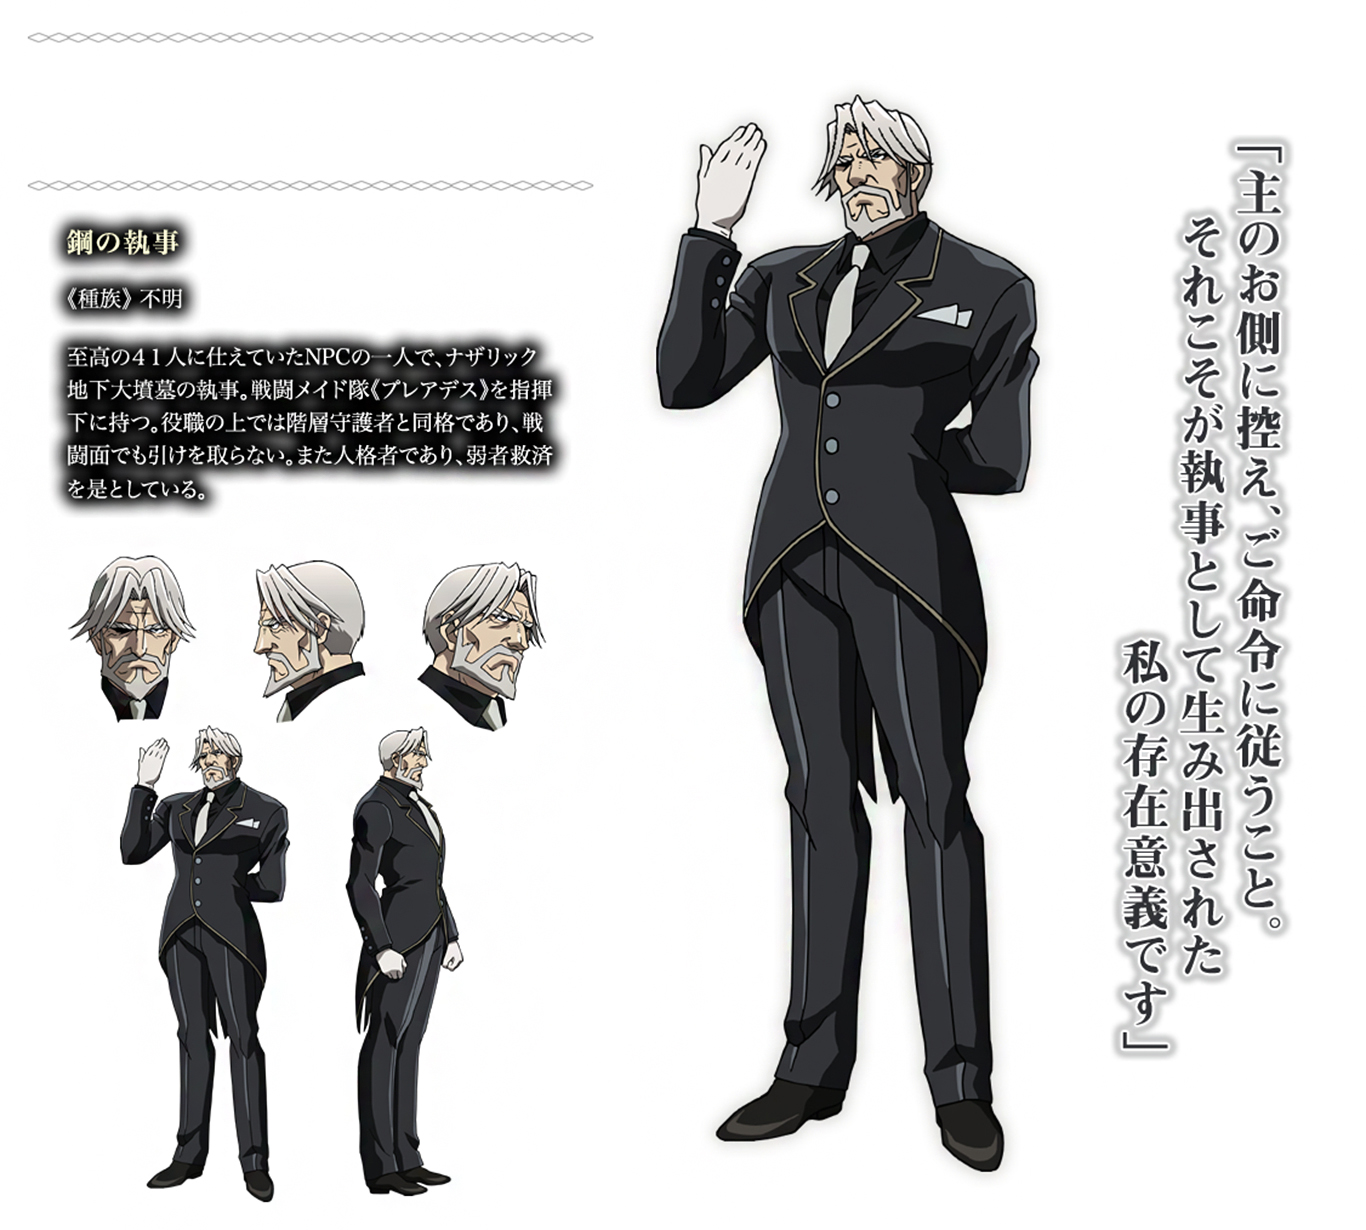 鋼の執事
《種族》不明
至高の41人に仕えていたNPCの一人で、ナザリック
地下大墳墓の執事。戦闘メイド隊《プレアデス》を指揮
下に持つ。役職の上では階層守護者と同格であり、戦
闘面でも引けを取らない。また人格者であり、弱者救済
を是としている。
「主のお側に控え、ご命令に従うこと。
それこそが執事として生み出された
私の存在意義です」